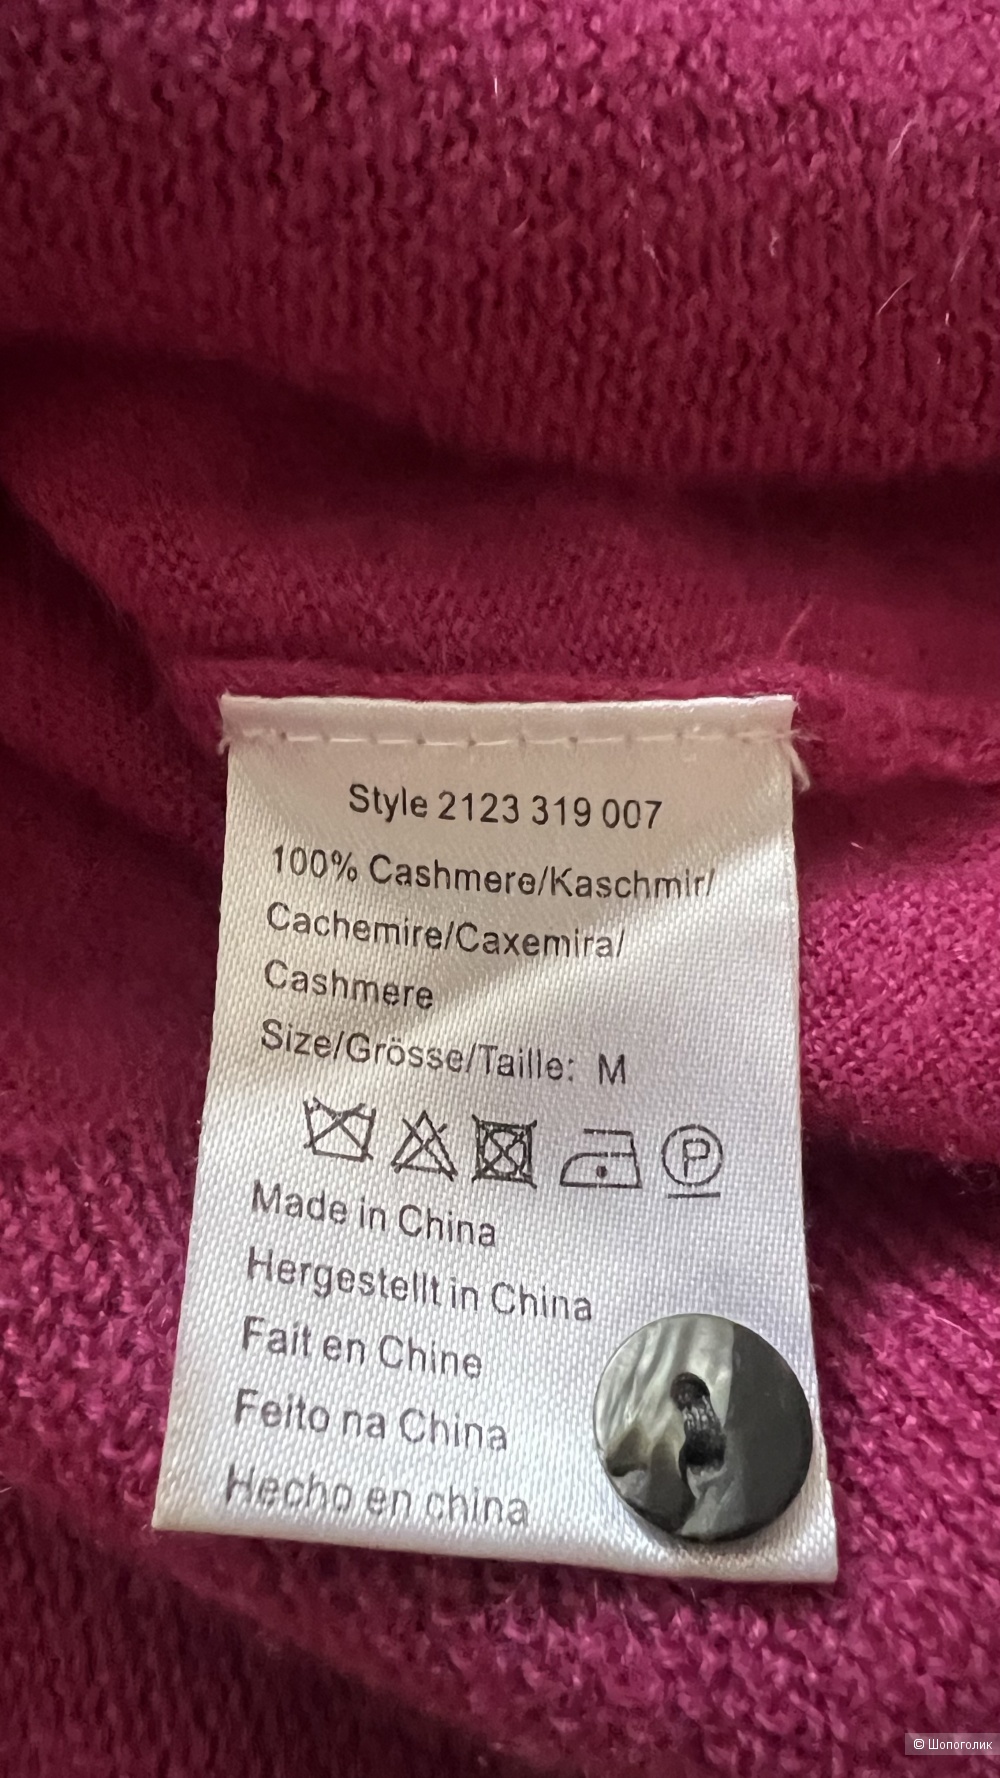 Style 2123 319 007
100% Cashmere/Kaschmir/
Cachemire/Caxemira/
Cashmere
Size/Grösse/Taille: M
P
Made in China
Hergestellt in China
Fait en Chine
Feito na China
Hecho en china
© Шопоголик